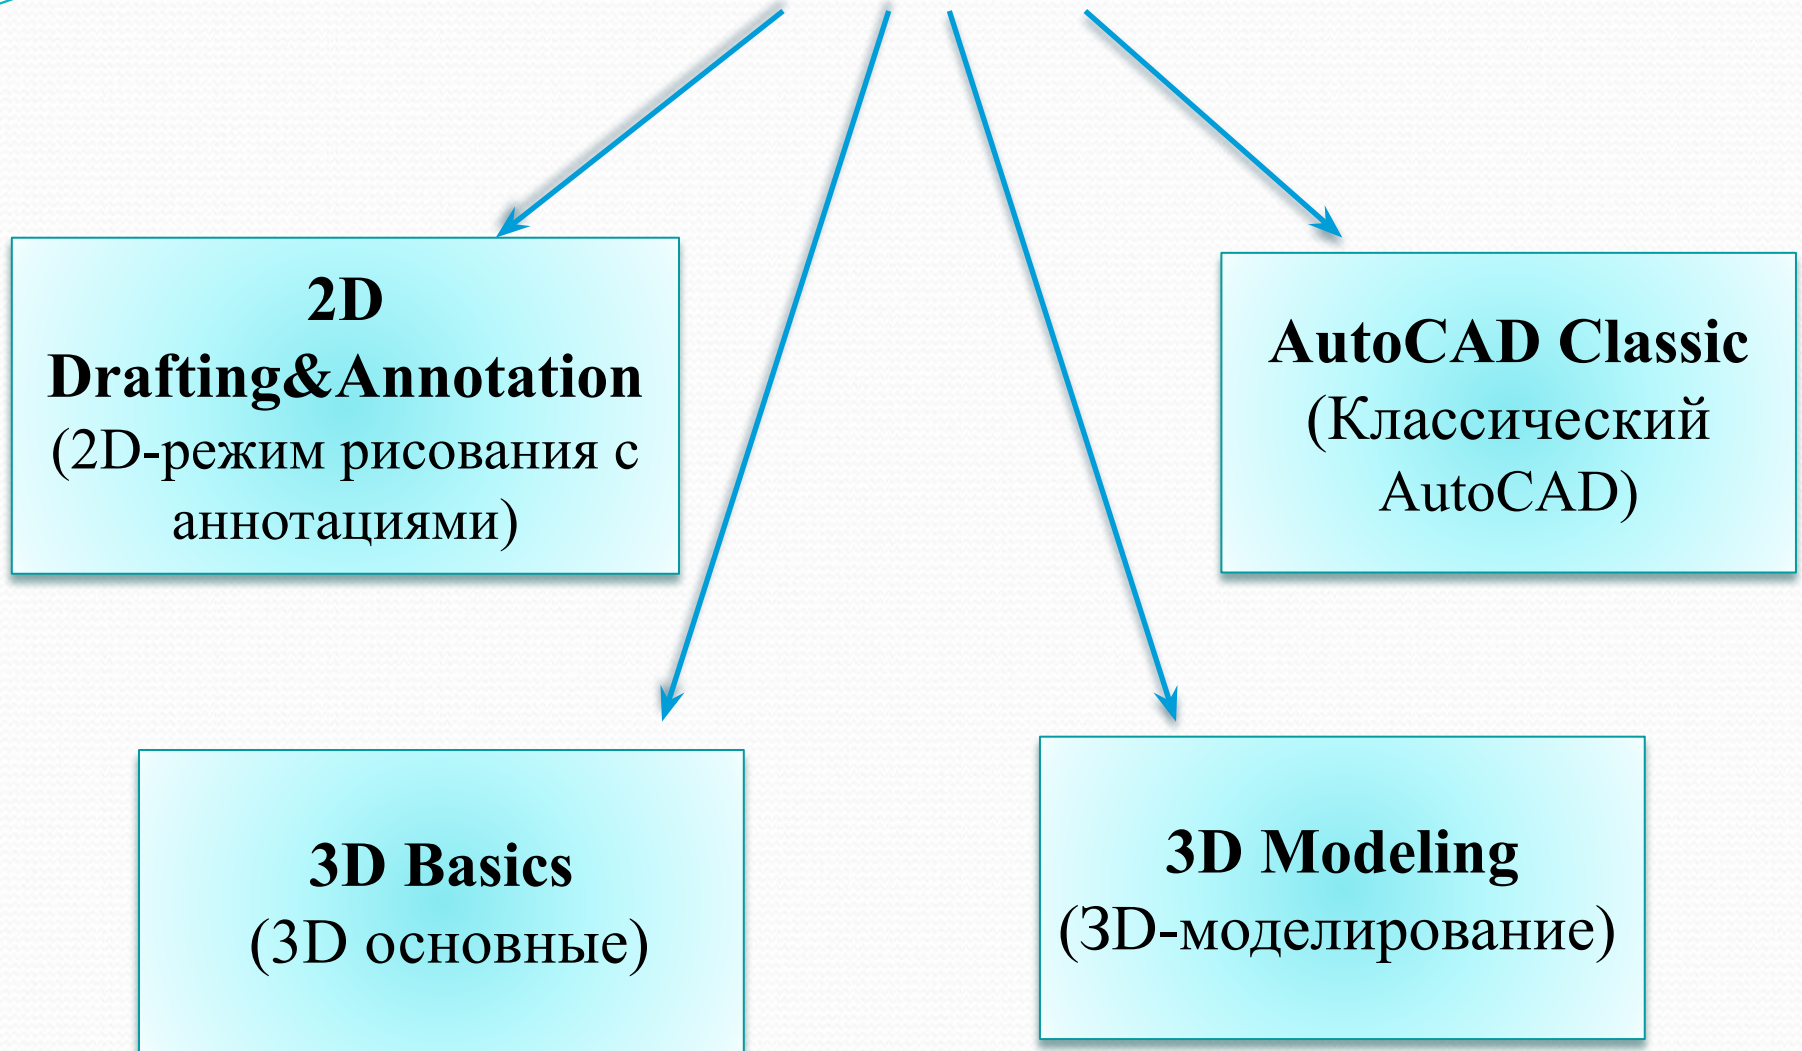 2D
Drafting&Annotation
(2D-режим рисования с
аннотациями)
AutoCAD Classic
(Классический
AutoCAD)
3D Basics
(3D основные)
3D Modeling
(3D-моделирование)